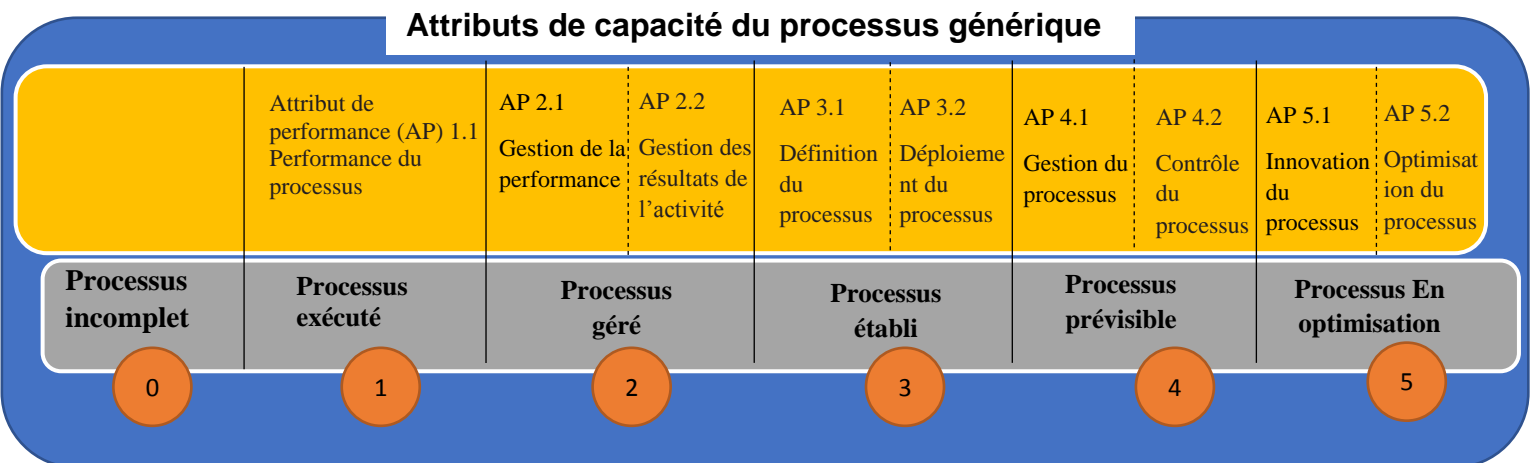 Attributs de capacité du processus générique
Attribut de
performance (AP) 1.1
Performance du
processus
AP 2.1
Gestion de la
performance
AP 2.2
Gestion des
résultats de
l’activité
AP 3.1
Définition
du
processus
AP 3.2
Déploieme
nt du
processus
AP 4.1
Gestion du
processus
AP 4.2
Contrôle
du
processus
AP 5.1
Innovation
du
processus
AP 5.2
Optimisat
ion du
processus
Processus
incomplet
Processus
exécuté
Processus
géré
Processus
établi
Processus
prévisible
Processus En
optimisation
0
1
2
3
4
5